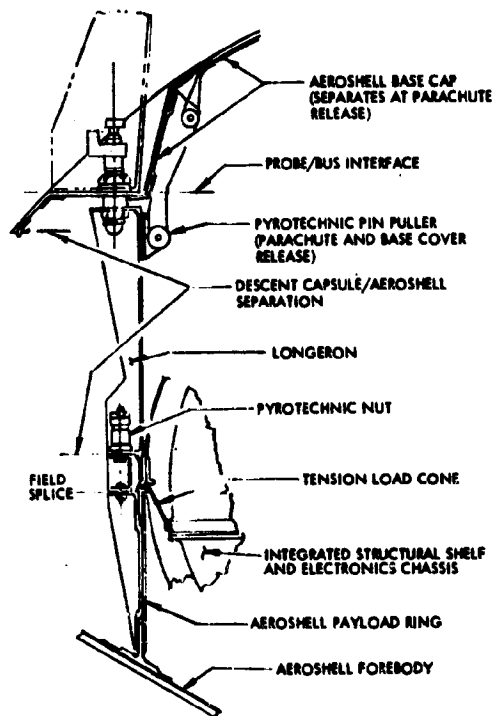 AEROSHELL BASE CAP
(SEPARATES AT PARACHUTE
RELEASE)
PROBE/BUS INTERFACE
PYROTECHNIC PIN PULLER
(PARACHUTE AND BASE COVER
RELEASE)
DESCENT CAPSULE/AEROSHELL
SEPARATION
LONGERON
PYROTECHNIC NUT
FIELD
SPLICE
TENSION LOAD CONE
INTEGRATED STRUCTURAL SHELF
AND ELECTRONICS CHASSIS
AEROSHELL PAYLOAD RING
AEROSHELL FOREBODY